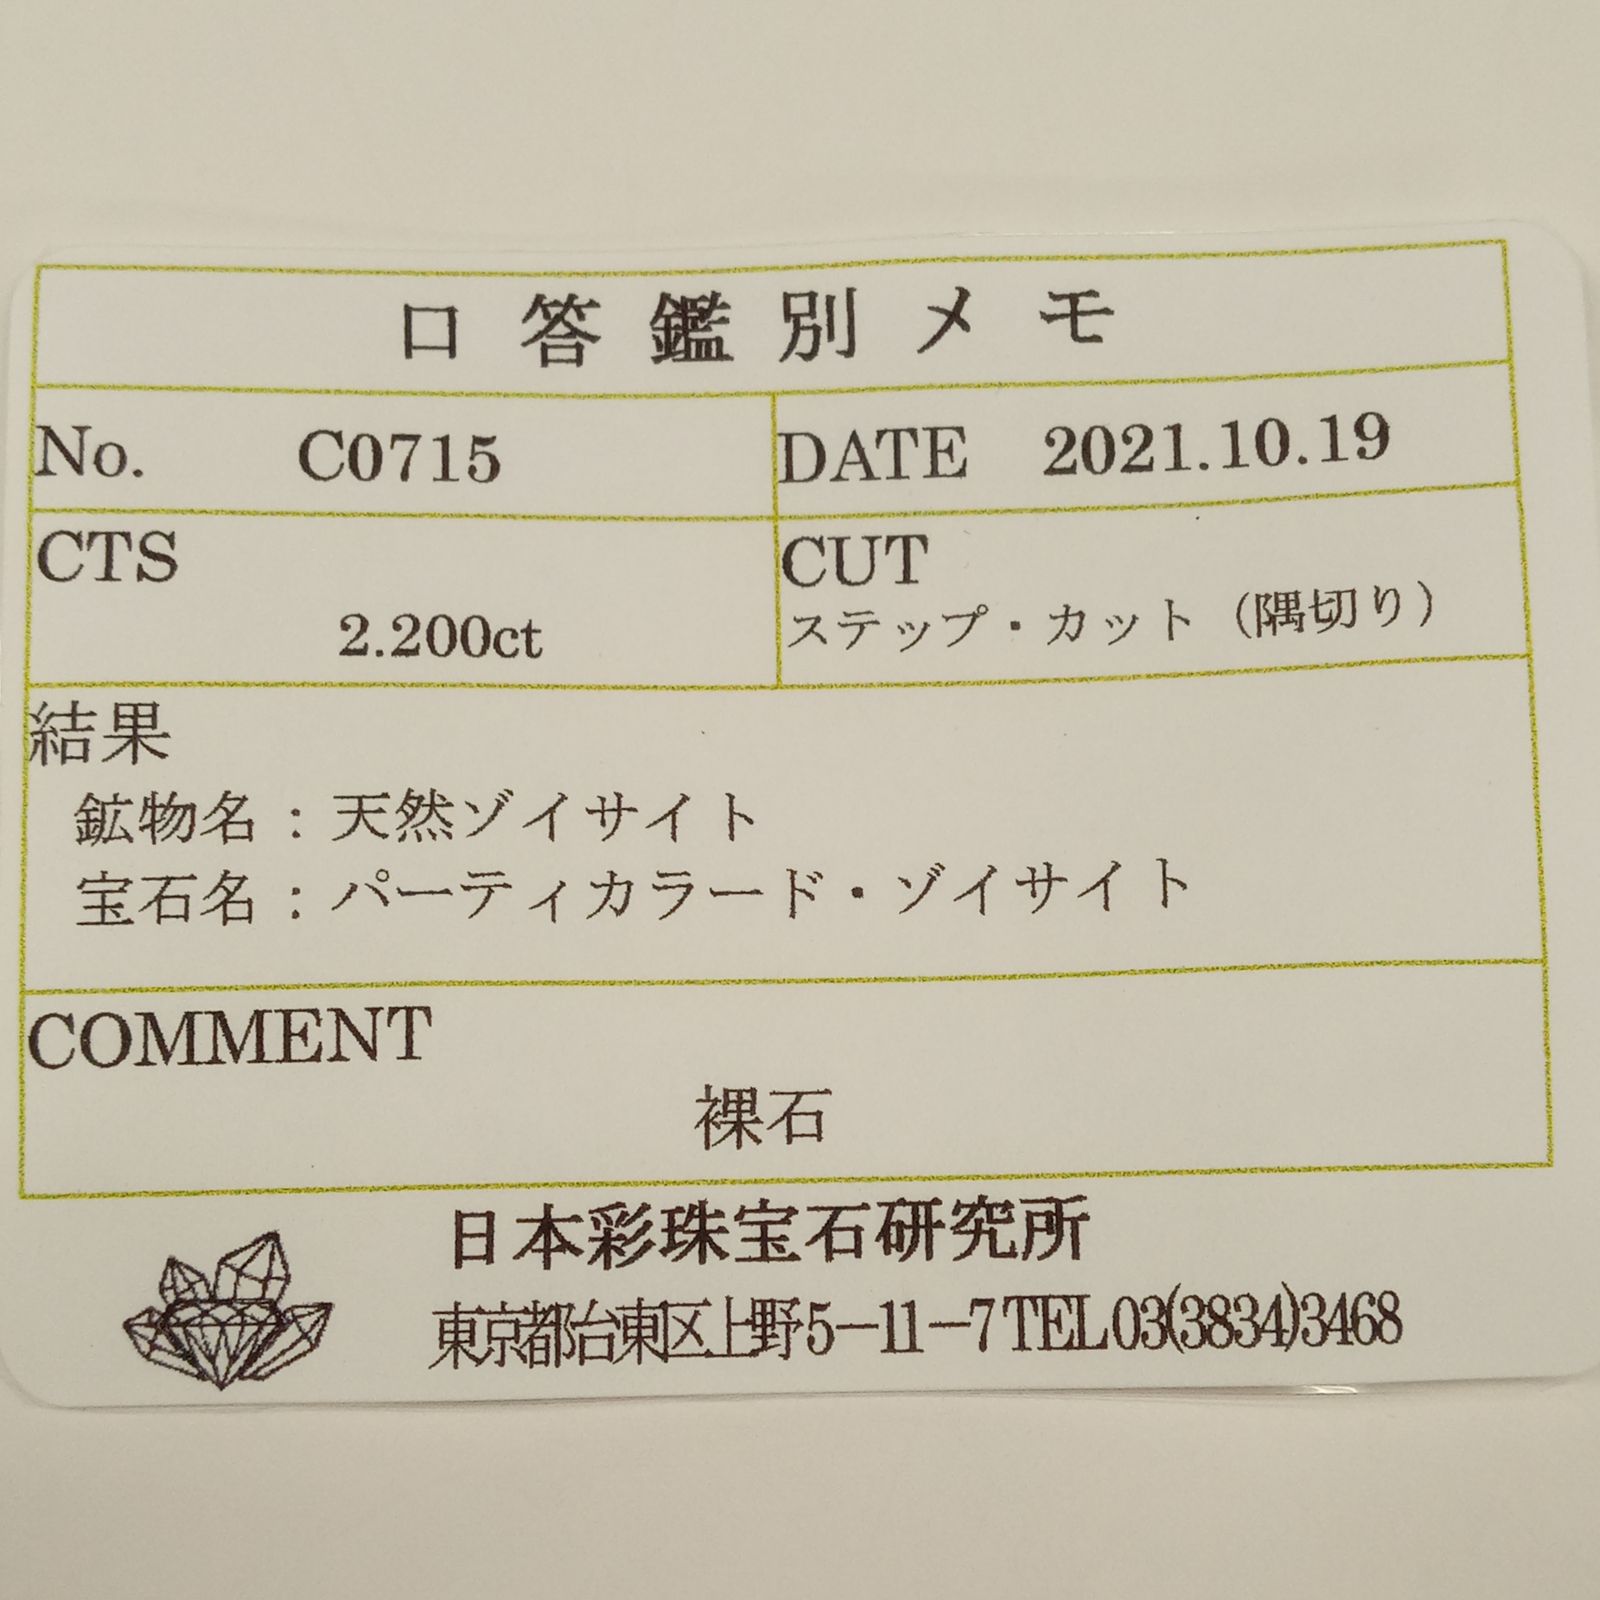 口答鑑別メモ
No. C0715
DATE 2021.10.19
CTS
2.200ct
CUT
ステップ・カット（隅切り）
結果
鉱物名：天然ゾイサイト
宝石名：パーティカラード・ゾイサイト
COMMENT
裸石
日本彩珠宝石研究所
東京都台東区上野5－11－7 TEL 03(3834)3468